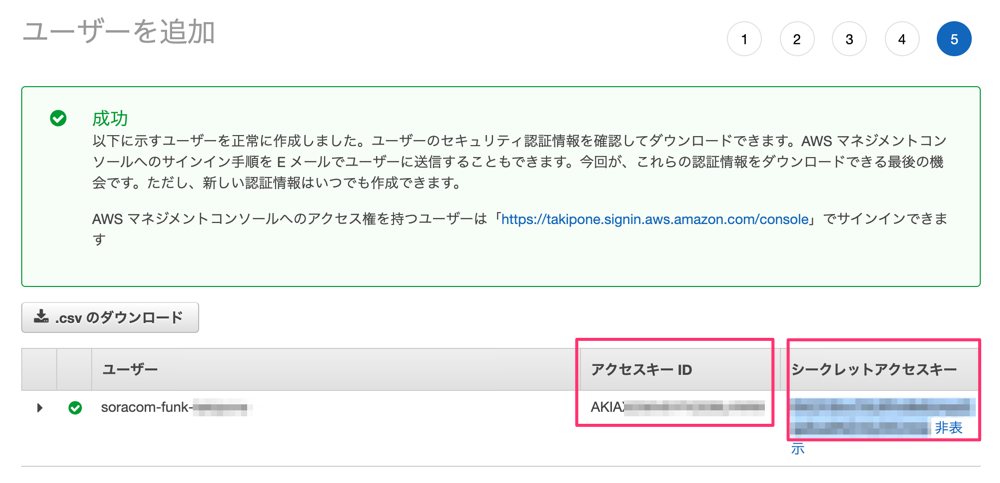 ユーザーを追加
1 2 3 4 5
成功
以下に示すユーザーを正常に作成しました。ユーザーのセキュリティ認証情報を確認してダウンロードできます。AWS マネジメントコン
ソールへのサインイン手順を E メールでユーザーに送信することもできます。今回が、これらの認証情報をダウンロードできる最後の機
会です。ただし、新しい認証情報はいつでも作成できます。
AWS マネジメントコンソールへのアクセス権を持つユーザーは「https://takipone.signin.aws.amazon.com/console」でサインインできま
す
.csv のダウンロード
ユーザー アクセスキー ID シークレットアクセスキー
soracom-funk- AKIA 非表
示